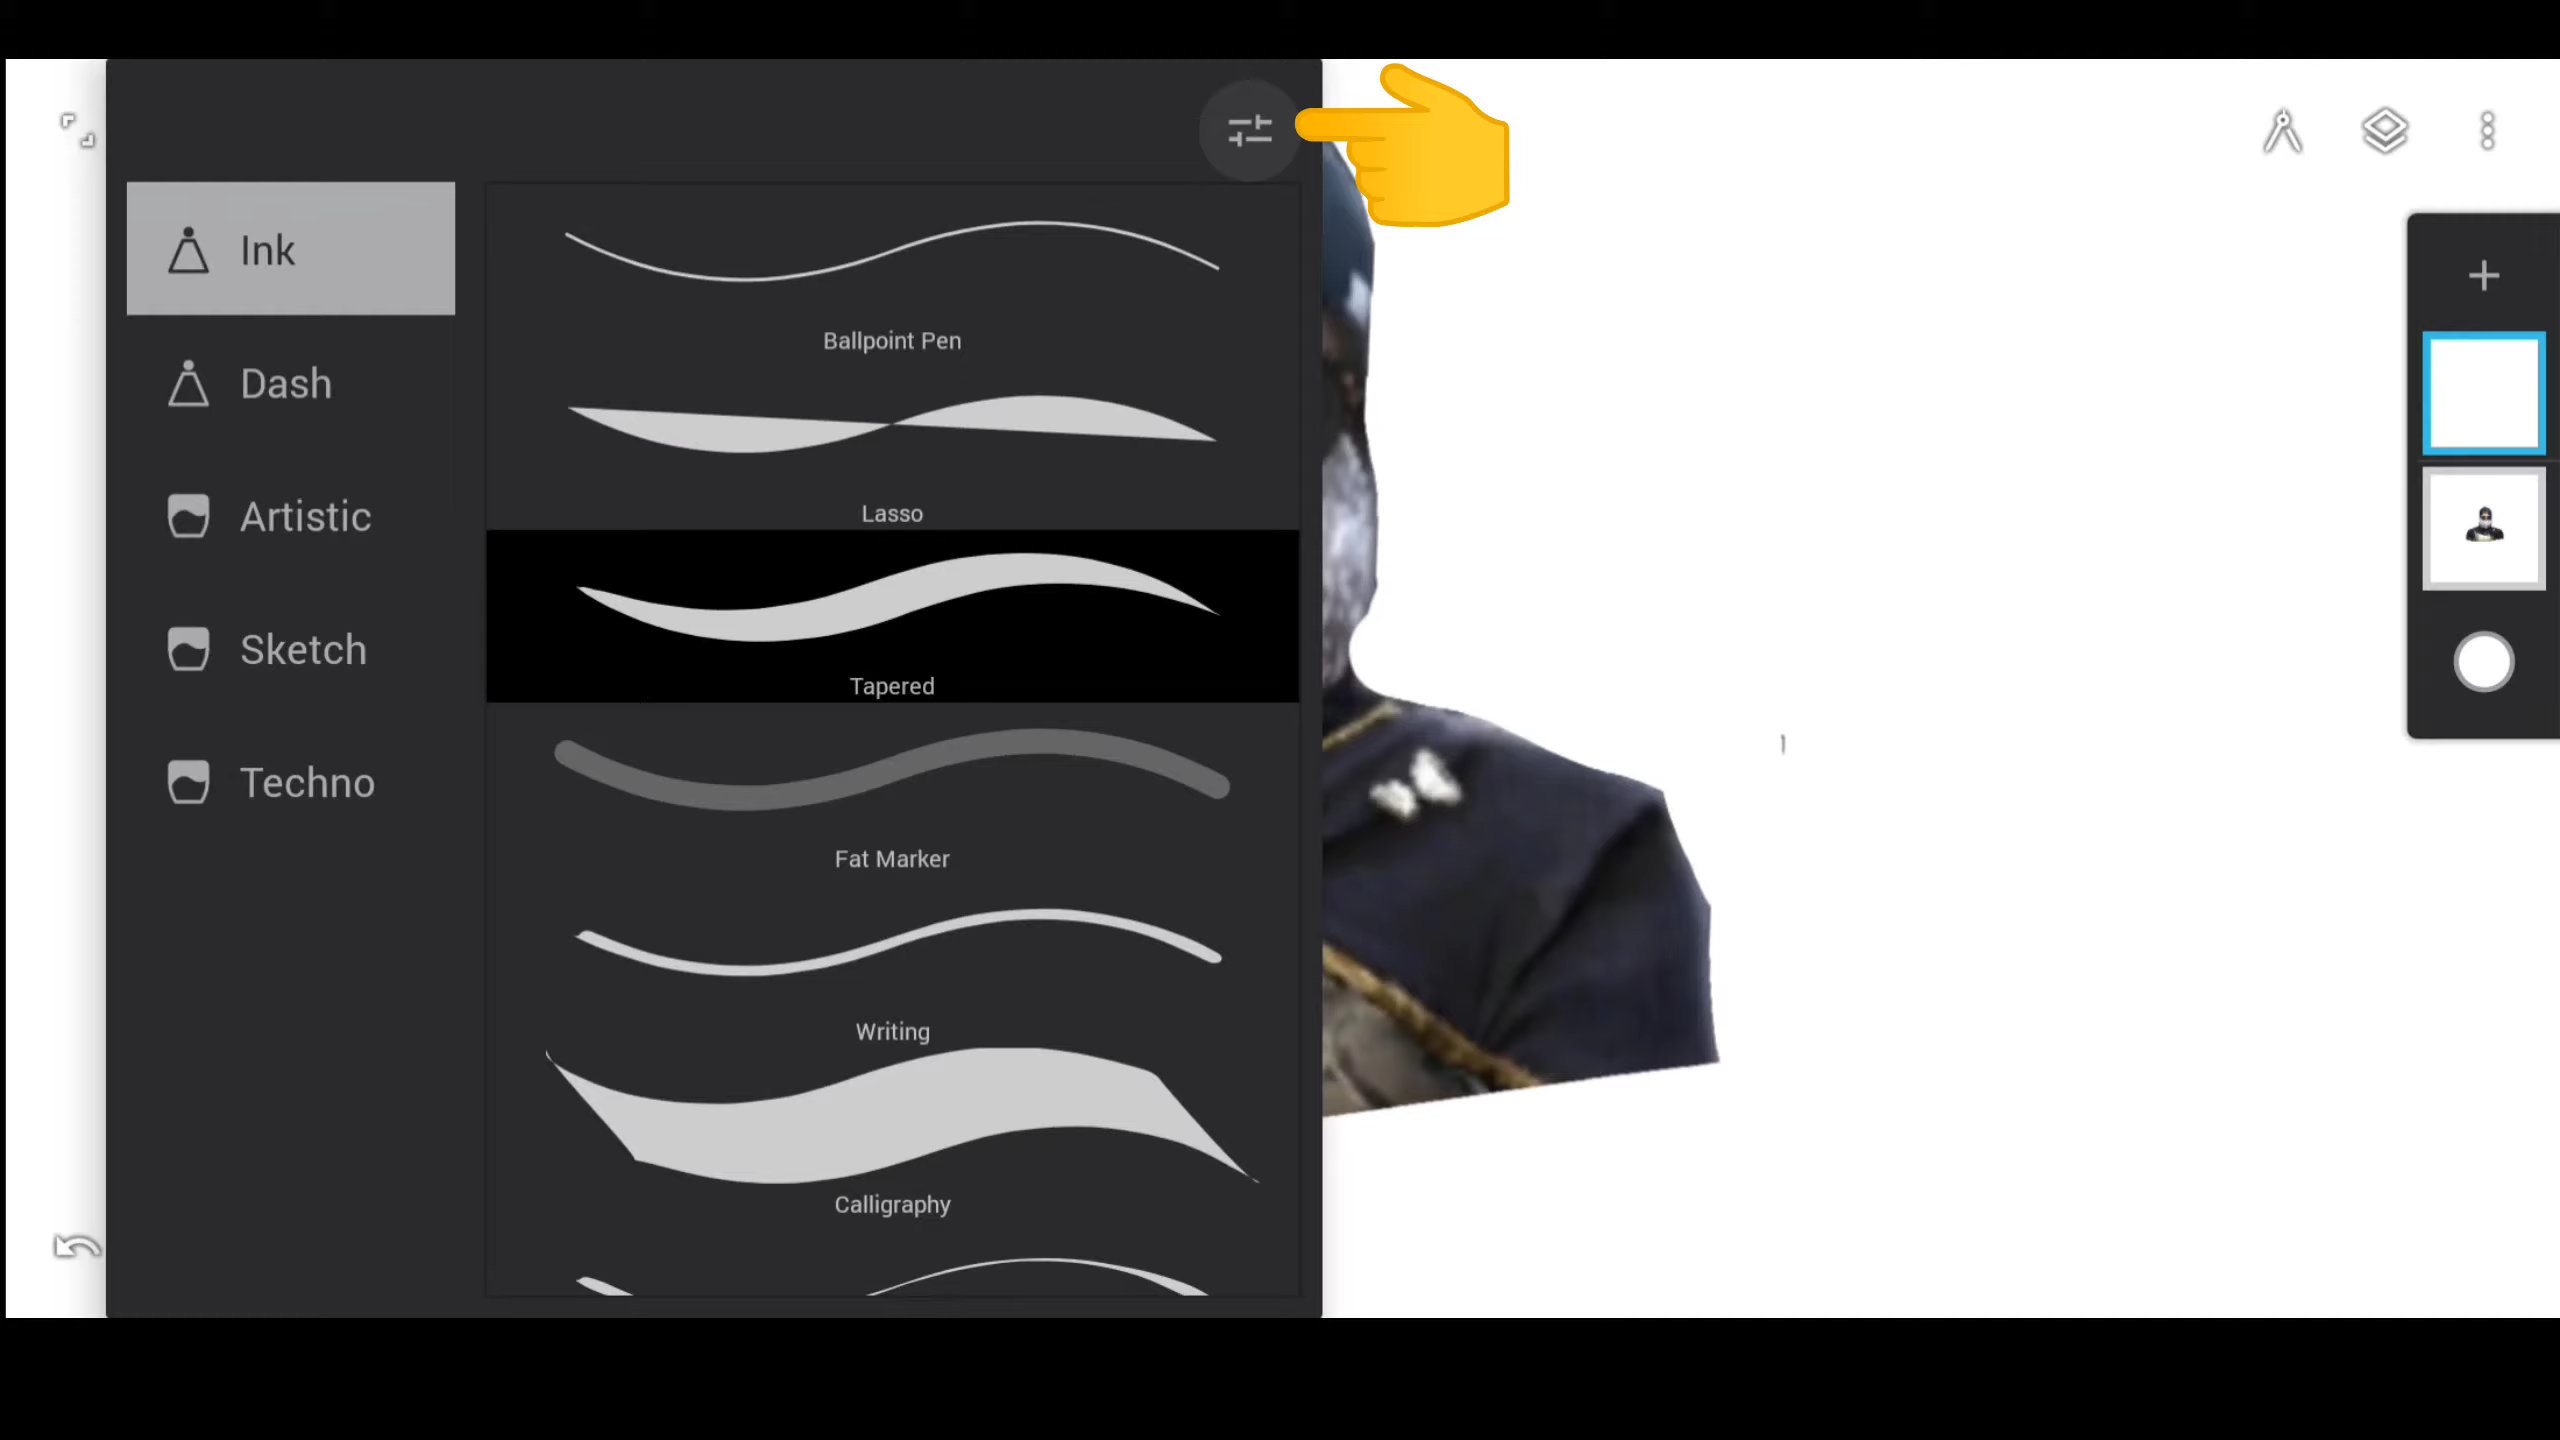 Ink
Dash
Artistic
Sketch
Techno
Ballpoint Pen
Lasso
Tapered
Fat Marker
Writing
Calligraphy